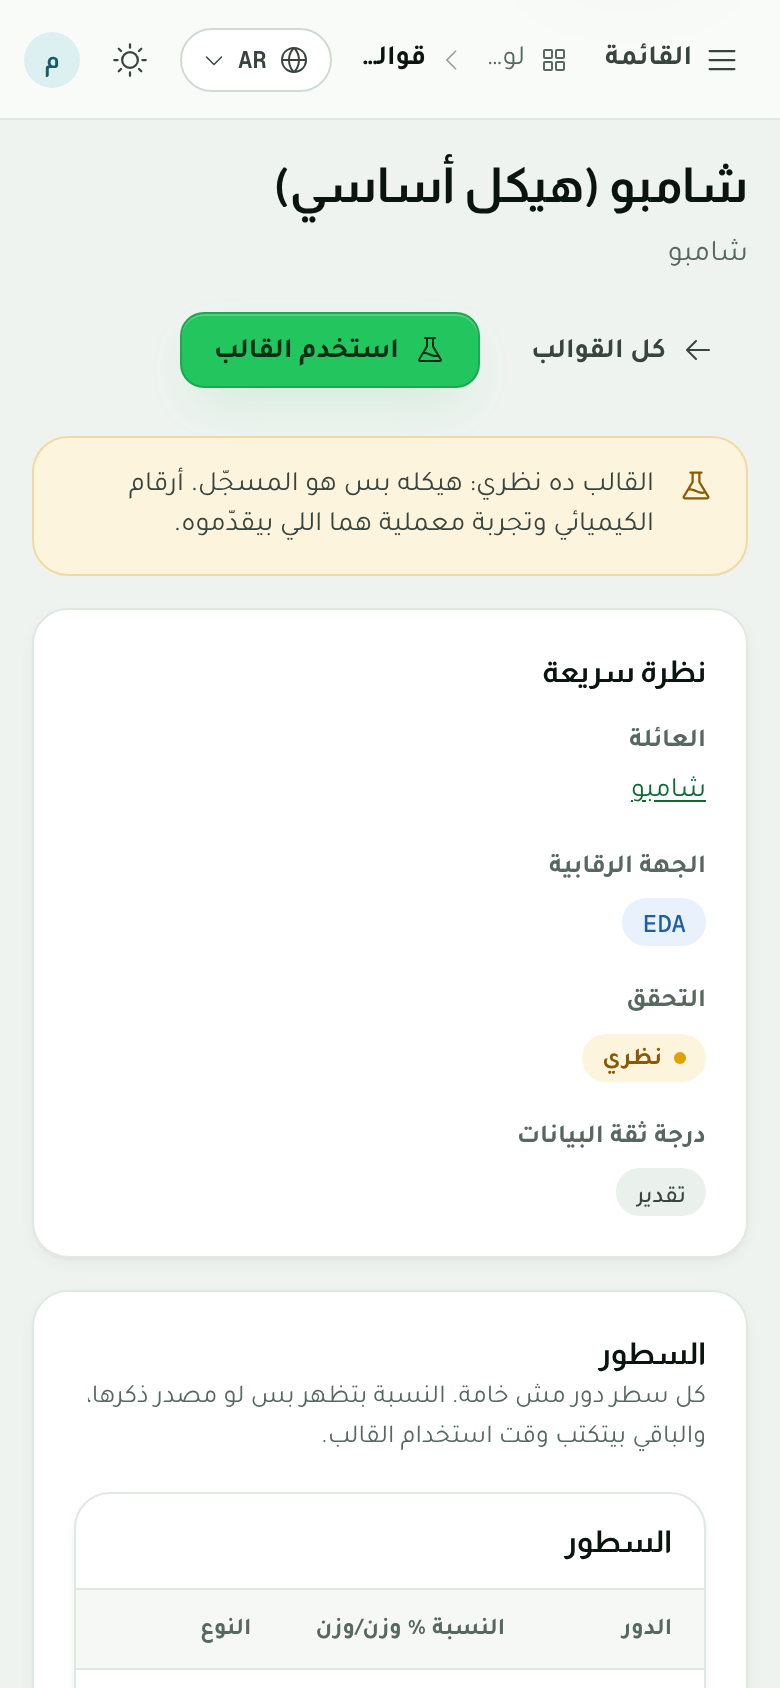 القائمة
لو...
قوالـ...
AR
م
شامبو (هيكل أساسي)
شامبو
كل القوالب
استخدم القالب
القالب ده نظري: هيكله بس هو المسجّل. أرقام
الكيميائي وتجربة معملية هما اللي بيقدّموه.
نظرة سريعة
العائلة
شامبو
الجهة الرقابية
EDA
التحقق
نظري
درجة ثقة البيانات
تقدير
السطور
كل سطر دور مش خامة. النسبة بتظهر بس لو مصدر ذكرها،
والباقي بيتكتب وقت استخدام القالب.
السطور
الدور
النسبة % وزن/وزن
النوع